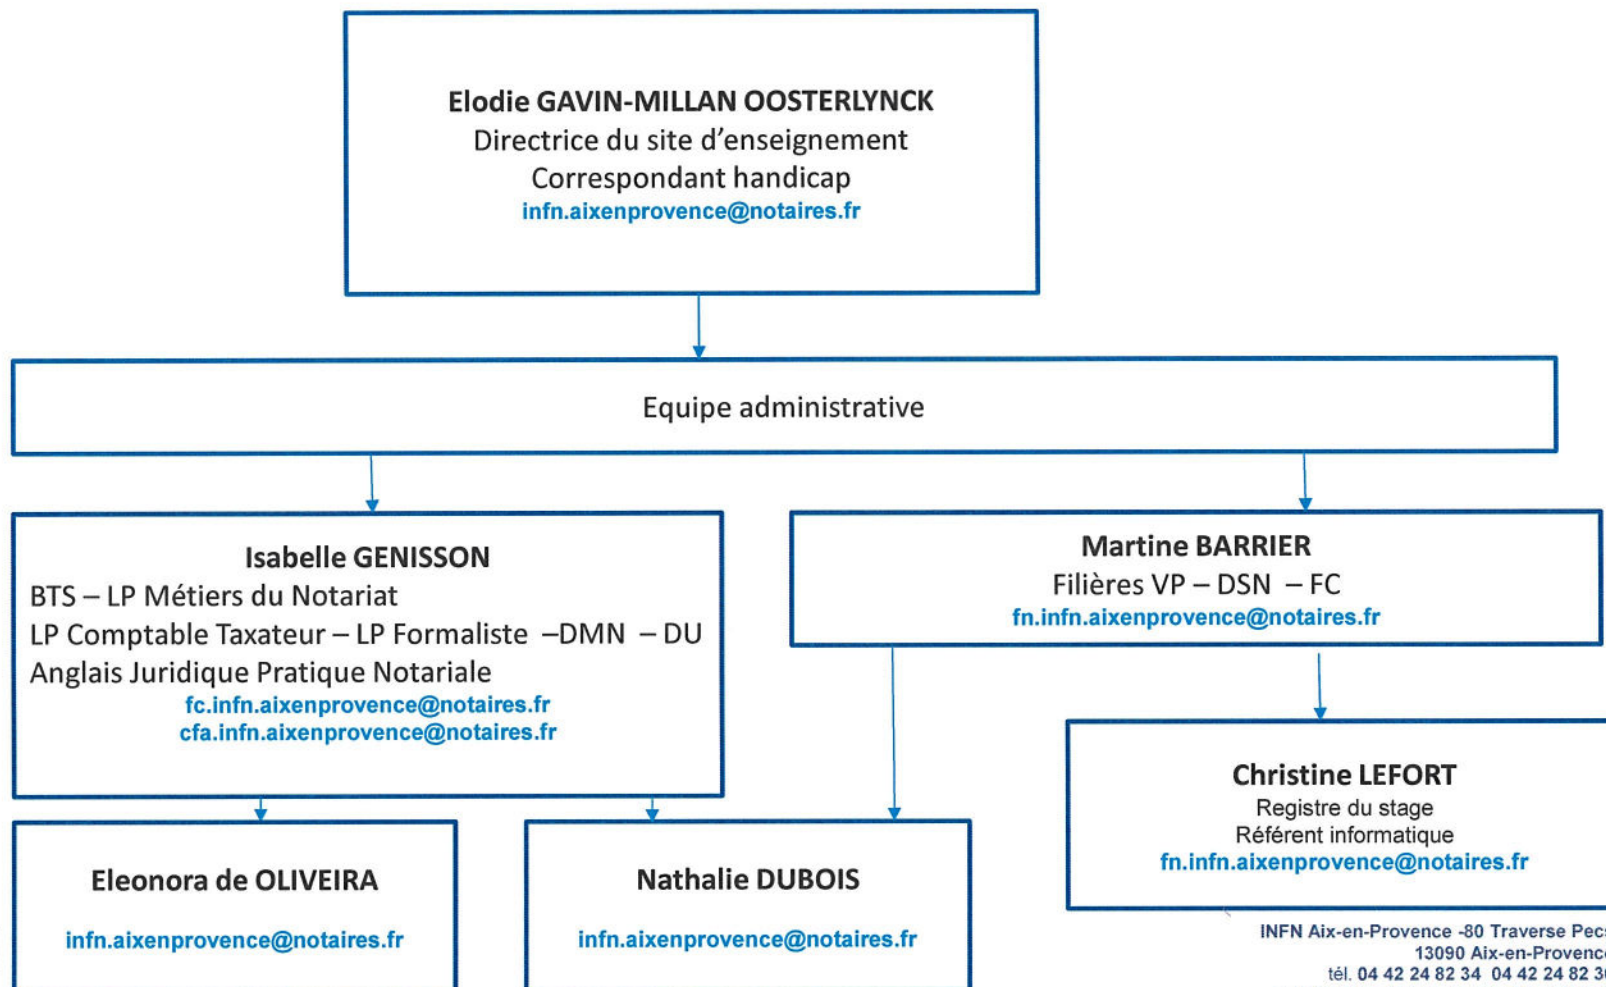 Elodie GAVIN-MILLAN OOSTERLYNCK
Directrice du site d’enseignement
Correspondant handicap
infn.aixenprovence@notaires.fr
Equipe administrative
Isabelle GENISSON
BTS – LP Métiers du Notariat
LP Comptable Taxateur – LP Formaliste –DMN – DU
Anglais Juridique Pratique Notariale
fc.infn.aixenprovence@notaires.fr
cfa.infn.aixenprovence@notaires.fr
Martine BARRIER
Filières VP – DSN – FC
fn.infn.aixenprovence@notaires.fr
Christine LEFORT
Registre du stage
Référent informatique
fn.infn.aixenprovence@notaires.fr
Eleonora de OLIVEIRA
infn.aixenprovence@notaires.fr
Nathalie DUBOIS
infn.aixenprovence@notaires.fr
INFN Aix-en-Provence -80 Traverse Pecs
13090 Aix-en-Provence
tél. 04 42 24 82 34 04 42 24 82 30